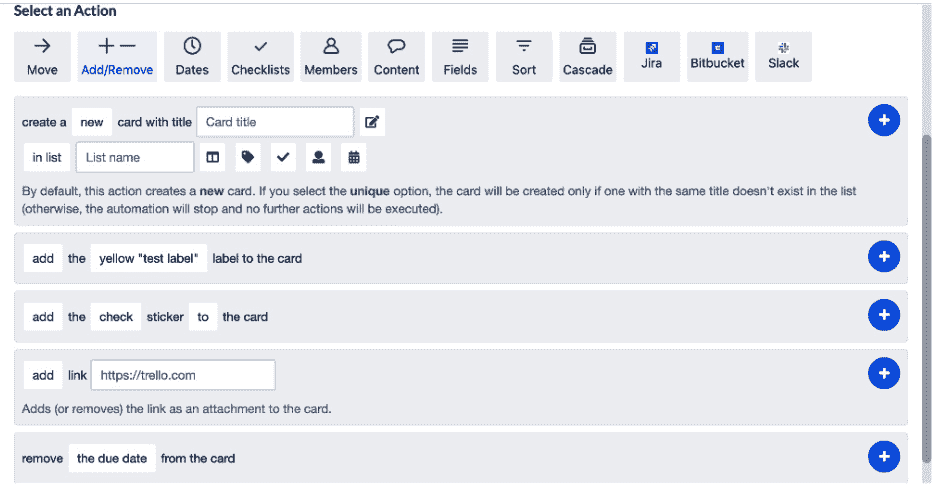 Select an Action
Move Add/Remove Dates Checklists Members Content Fields Sort Cascade Jira Bitbucket Slack
create a new card with title Card title
in list List name
By default, this action creates a new card. If you select the unique option, the card will be created only if one with the same title doesn't exist in the list
(otherwise, the automation will stop and no further actions will be executed).
add the yellow "test label" label to the card
add the check sticker to the card
add link https://trello.com
Adds (or removes) the link as an attachment to the card.
remove the due date from the card